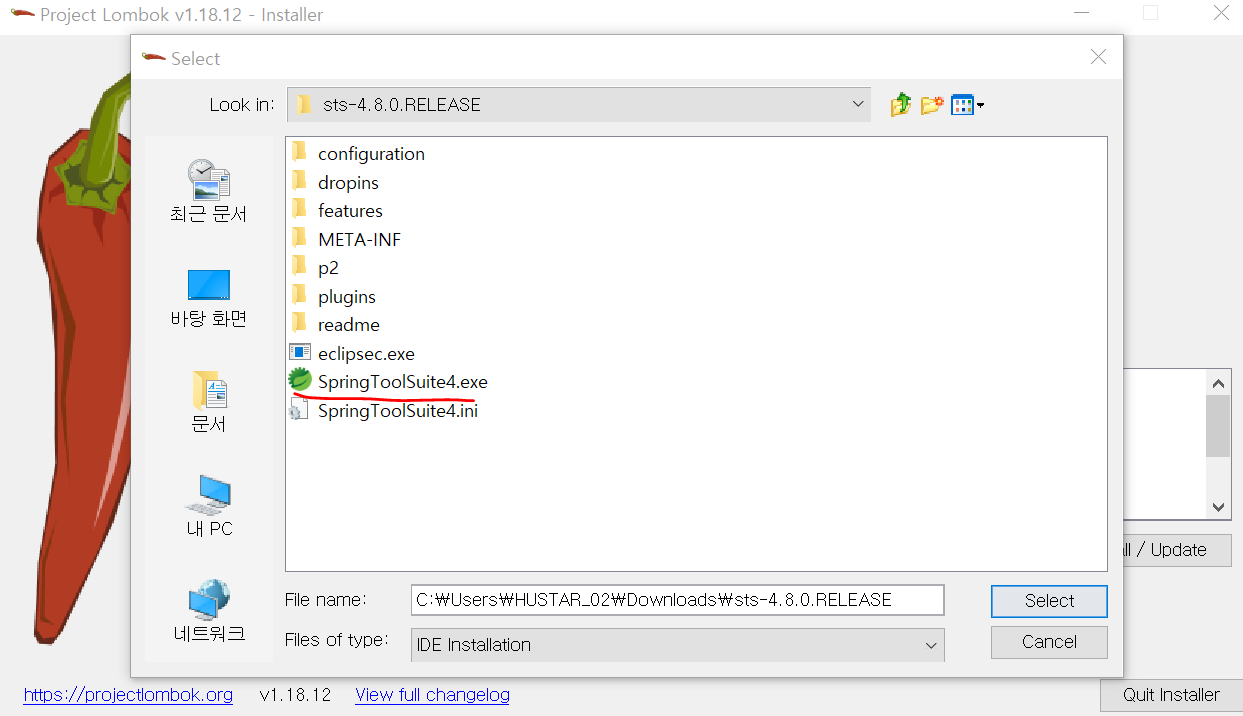 Project Lombok v1.18.12 - Installer
Select
Look in:
sts-4.8.0.RELEASE
최근 문서
바탕 화면
문서
내 PC
네트워크
configuration
dropins
features
META-INF
p2
plugins
readme
eclipsec.exe
SpringToolSuite4.exe
SpringToolSuite4.ini
File name:
C:₩Users₩HUSTAR_02₩Downloads₩sts-4.8.0.RELEASE
Select
Files of type:
IDE Installation
Cancel
/ Update
https://projectlombok.org
v1.18.12
View full changelog
Quit Installer